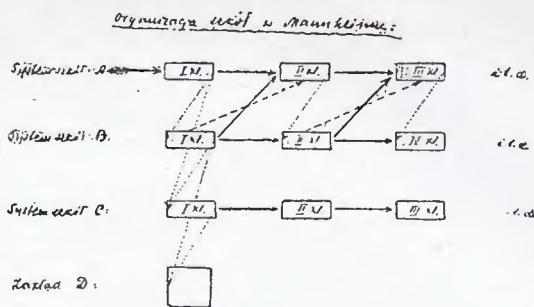 Organizacja szkół w Mannheimie:
System szkół A I kl. II kl. III kl. i t. d.
System szkół B: I kl. II kl. III kl. i t. d.
System szkół C: I kl. II kl. III kl. i t. d.
Zakład D: